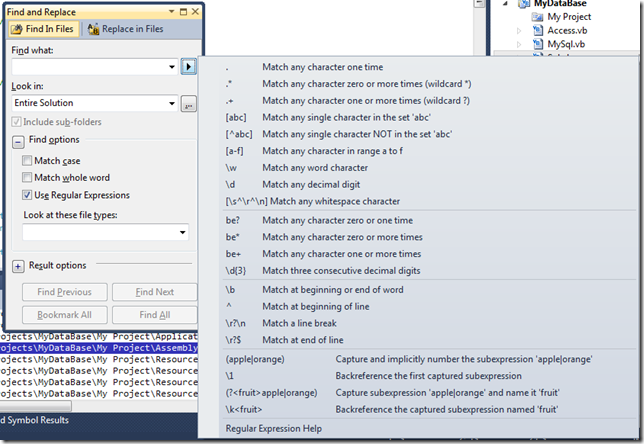 Find and Replace
Find In Files Replace in Files
Find what:
Look in:
Entire Solution
...
Include sub-folders
Find options
Match case
Match whole word
Use Regular Expressions
Look at these file types:
Result options
Find Previous Find Next
Bookmark All Find All
MyDataBase
My Project
Access.vb
MySql.vb
. Match any character one time
.* Match any character zero or more times (wildcard *)
.+ Match any character one or more times (wildcard ?)
[abc] Match any single character in the set 'abc'
[^abc] Match any single character NOT in the set 'abc'
[a-f] Match any character in range a to f
\w Match any word character
\d Match any decimal digit
[\s^\r^\n] Match any whitespace character
be? Match any character zero or one time
be* Match any character zero or more times
be+ Match any character one or more times
\d{3} Match three consecutive decimal digits
\b Match at beginning or end of word
^ Match at beginning of line
\r?\n Match a line break
\r?$ Match at end of line
(apple|orange) Capture and implicitly number the subexpression 'apple|orange'
\1 Backreference the first captured subexpression
(?<fruit>apple|orange) Capture subexpression 'apple|orange' and name it 'fruit'
\k<fruit> Backreference the captured subexpression named 'fruit'
Regular Expression Help
ojects\MyDataBase\My Project\Applicat
ojects\MyDataBase\My Project\Assembly
ojects\MyDataBase\My Project\Resource
ojects\MyDataBase\My Project\Resource
ojects\MyDataBase\My Project\Resource
d Symbol Results